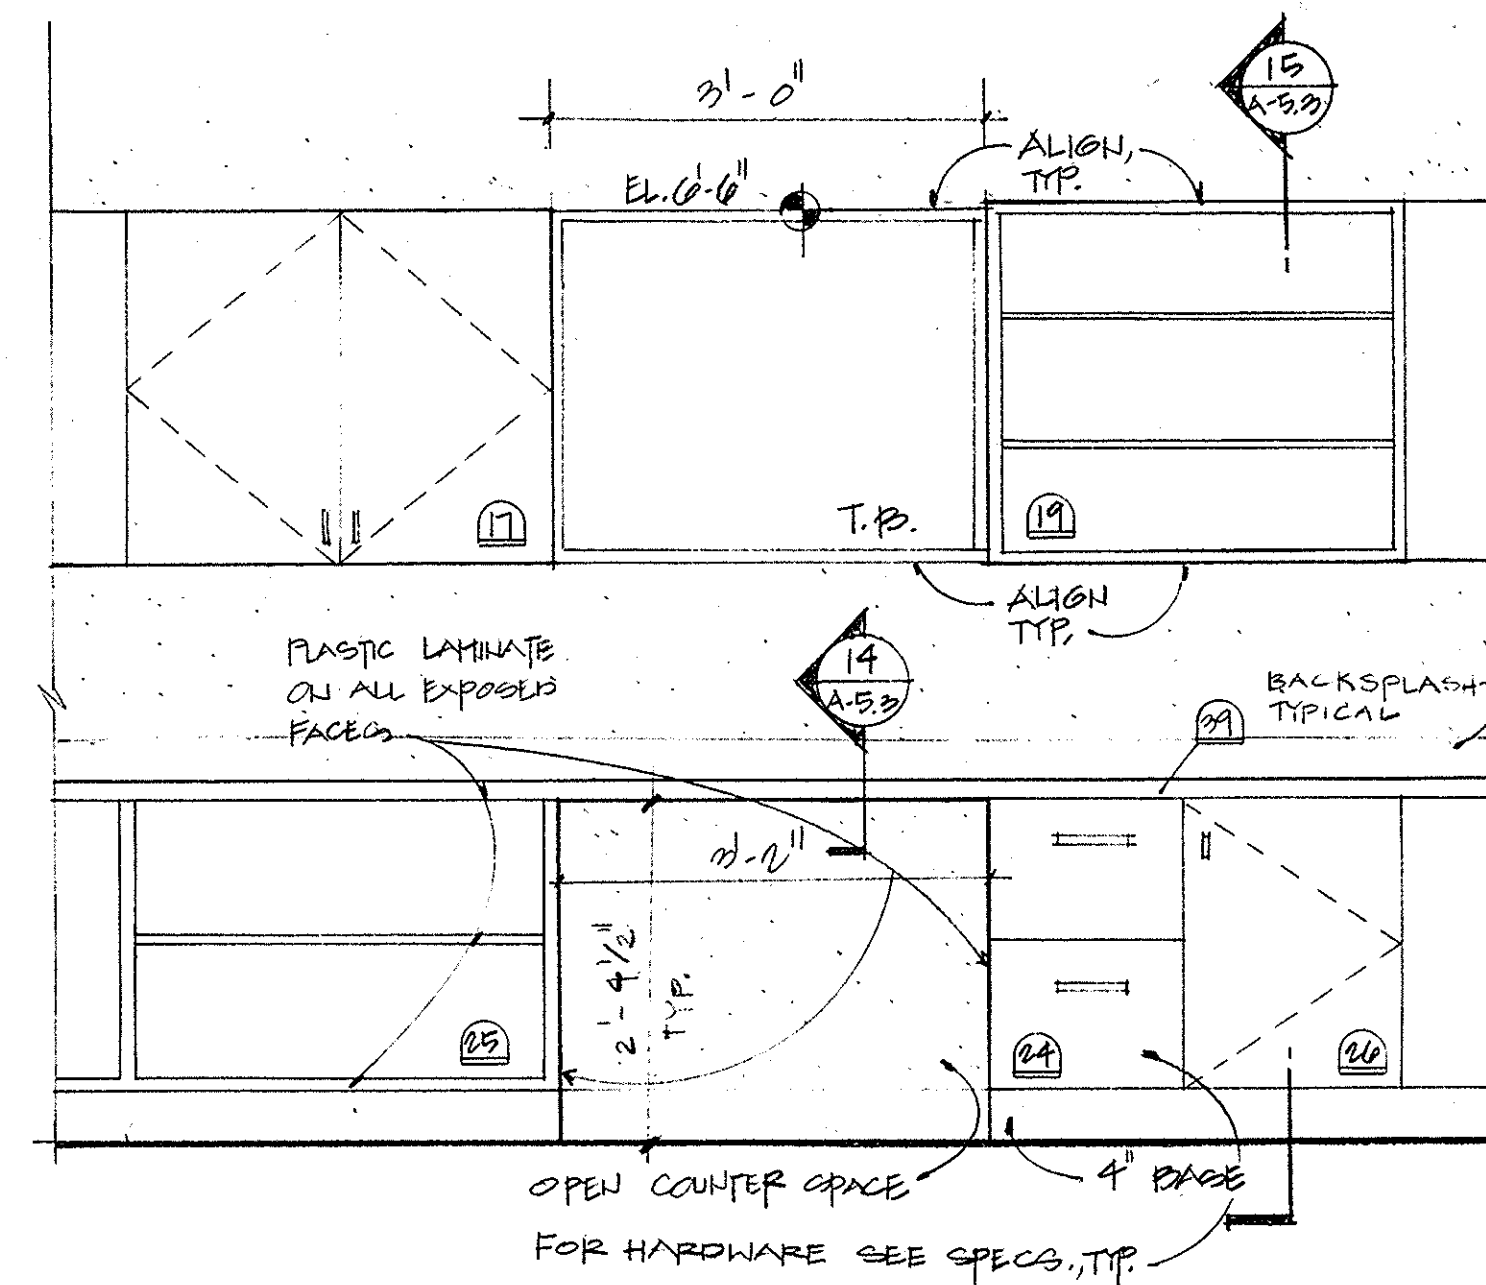 3'-0"
15
A-5.3
ALIGN,
TYP.
EL. 6'-6"
17
T.B.
19
ALIGN
TYP.
PLASTIC LAMINATE
ON ALL EXPOSED
FACES
14
A-5.3
39
BACKSPLASH-
TYPICAL
3'-2"
2'-4 1/2"
TYP.
25
24
26
OPEN COUNTER SPACE
4" BASE
FOR HARDWARE SEE SPECS., TYP.